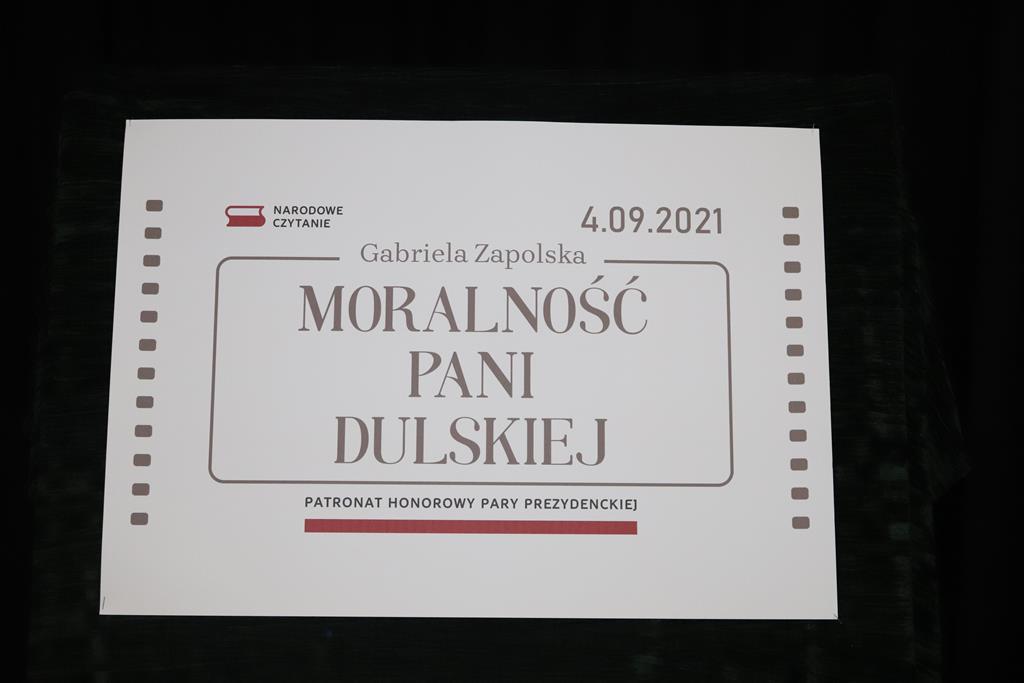 NARODOWE
CZYTANIE
4.09.2021
Gabriela Zapolska
MORALNOŚĆ
PANI
DULSKIEJ
PATRONAT HONOROWY PARY PREZYDENCKIEJ